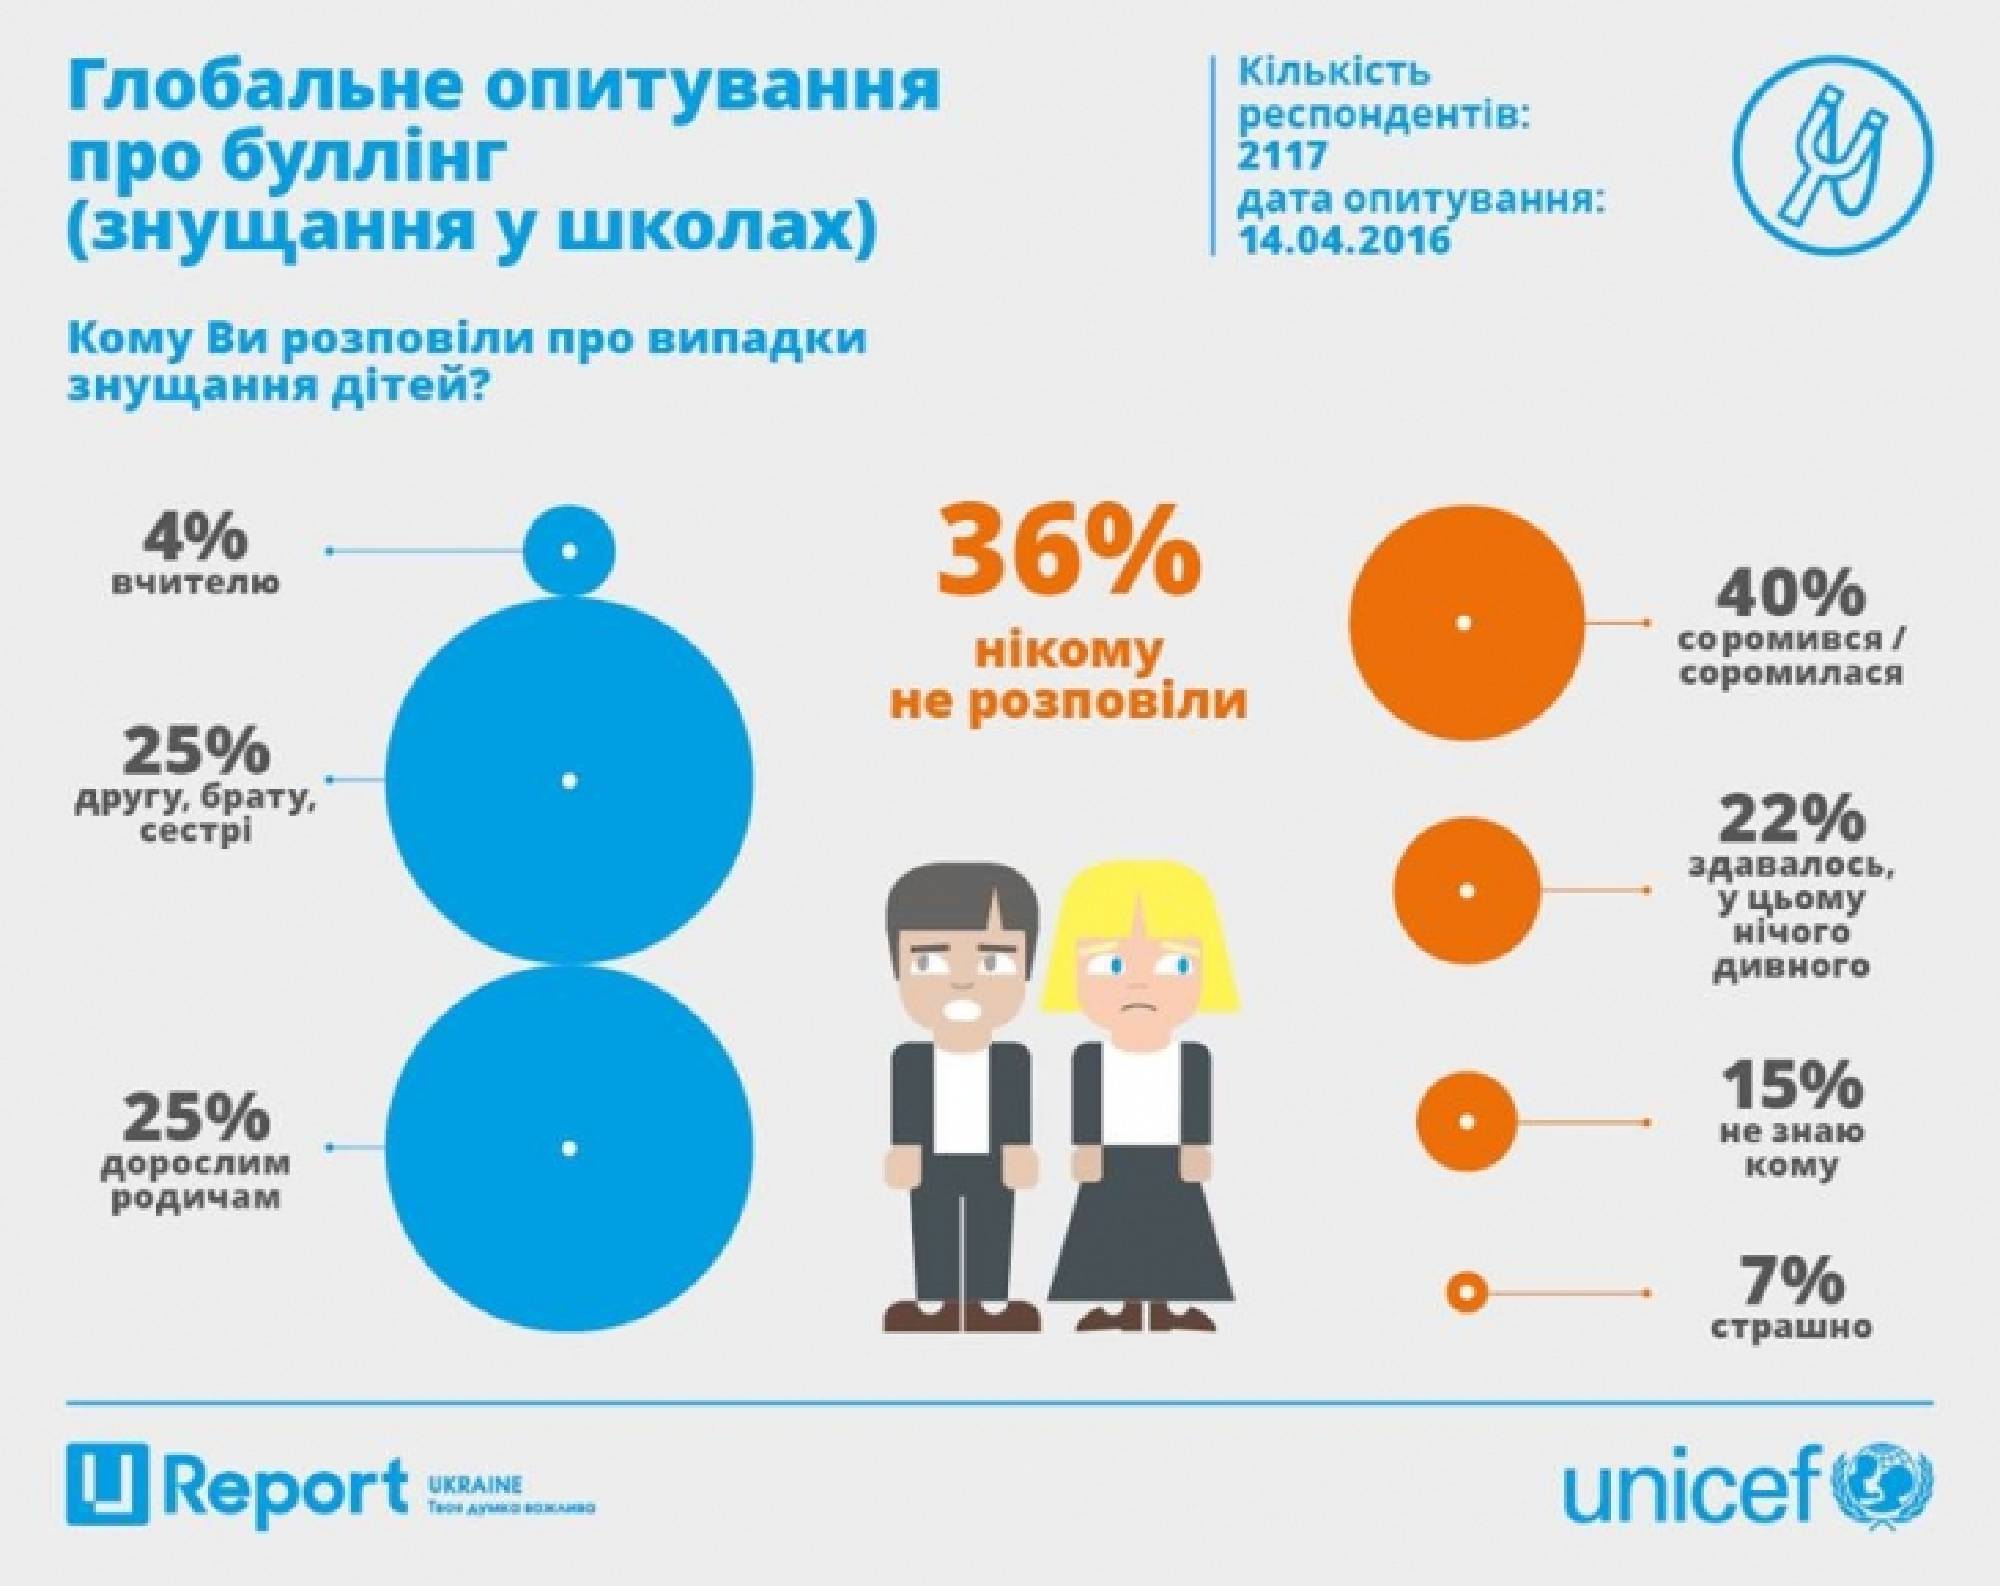 Глобальне опитування
про буллінг
(знущання у школах)
Кількість
респондентів:
2117
дата опитування:
14.04.2016
Кому Ви розповіли про випадки
знущання дітей?
4%
вчителю
25%
другу, брату,
сестрі
25%
дорослим
родичам
36%
нікому
не розповіли
40%
соромився /
соромилася
22%
здавалось,
у цьому
нічого
дивного
15%
не знаю
кому
7%
страшно
U Report
UKRAINE
Твоя думка важлива
unicef